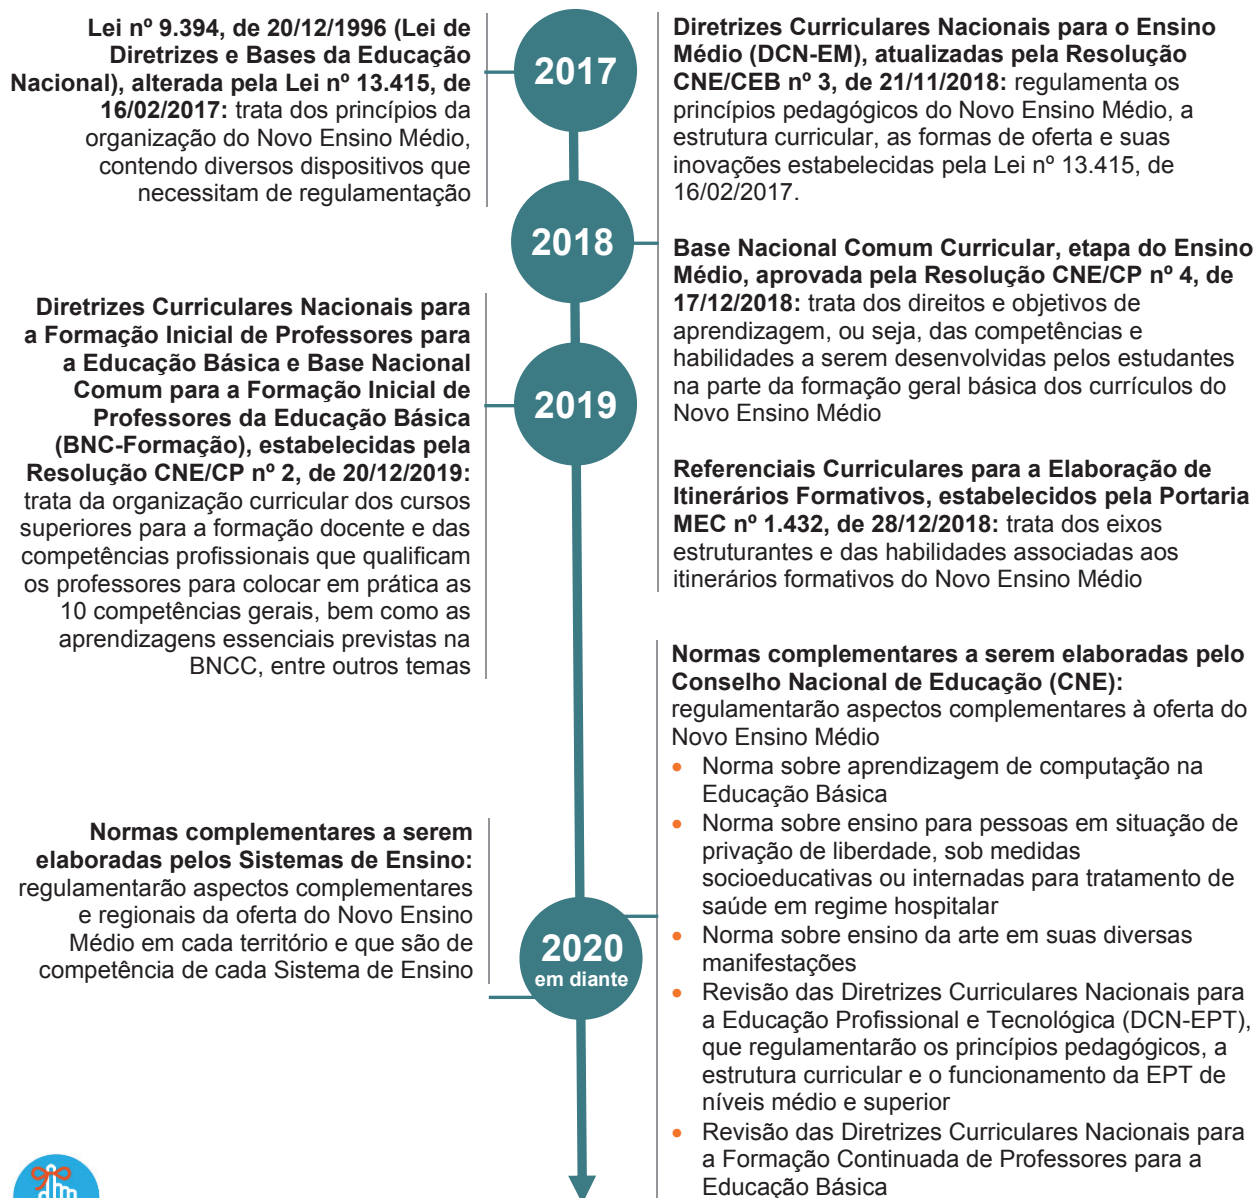 Lei nº 9.394, de 20/12/1996 (Lei de
Diretrizes e Bases da Educação
Nacional), alterada pela Lei nº 13.415, de
16/02/2017: trata dos princípios da
organização do Novo Ensino Médio,
contendo diversos dispositivos que
necessitam de regulamentação
2017
Diretrizes Curriculares Nacionais para o Ensino
Médio (DCN-EM), atualizadas pela Resolução
CNE/CEB nº 3, de 21/11/2018: regulamenta os
princípios pedagógicos do Novo Ensino Médio, a
estrutura curricular, as formas de oferta e suas
inovações estabelecidas pela Lei nº 13.415, de
16/02/2017.
2018
Base Nacional Comum Curricular, etapa do Ensino
Médio, aprovada pela Resolução CNE/CP nº 4, de
17/12/2018: trata dos direitos e objetivos de
aprendizagem, ou seja, das competências e
habilidades a serem desenvolvidas pelos estudantes
na parte da formação geral básica dos currículos do
Novo Ensino Médio
Referenciais Curriculares para a Elaboração de
Itinerários Formativos, estabelecidos pela Portaria
MEC nº 1.432, de 28/12/2018: trata dos eixos
estruturantes e das habilidades associadas aos
itinerários formativos do Novo Ensino Médio
Diretrizes Curriculares Nacionais para
a Formação Inicial de Professores para
a Educação Básica e Base Nacional
Comum para a Formação Inicial de
Professores da Educação Básica
(BNC-Formação), estabelecidas pela
Resolução CNE/CP nº 2, de 20/12/2019:
trata da organização curricular dos cursos
superiores para a formação docente e das
competências profissionais que qualificam
os professores para colocar em prática as
10 competências gerais, bem como as
aprendizagens essenciais previstas na
BNCC, entre outros temas
2019
Normas complementares a serem elaboradas pelo
Conselho Nacional de Educação (CNE):
regulamentarão aspectos complementares à oferta do
Novo Ensino Médio
• Norma sobre aprendizagem de computação na
Educação Básica
• Norma sobre ensino para pessoas em situação de
privação de liberdade, sob medidas
socioeducativas ou internadas para tratamento de
saúde em regime hospitalar
• Norma sobre ensino da arte em suas diversas
manifestações
• Revisão das Diretrizes Curriculares Nacionais para
a Educação Profissional e Tecnológica (DCN-EPT),
que regulamentarão os princípios pedagógicos, a
estrutura curricular e o funcionamento da EPT de
níveis médio e superior
• Revisão das Diretrizes Curriculares Nacionais para
a Formação Continuada de Professores para a
Educação Básica
Normas complementares a serem
elaboradas pelos Sistemas de Ensino:
regulamentarão aspectos complementares
e regionais da oferta do Novo Ensino
Médio em cada território e que são de
competência de cada Sistema de Ensino
2020
em diante